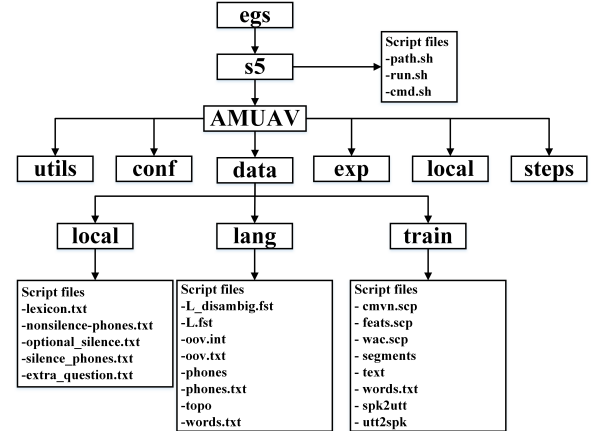 egs
s5
Script files
-path.sh
-run.sh
-cmd.sh
AMUAV
utils
conf
data
exp
local
steps
local
lang
train
Script files
-lexicon.txt
-nonsilence-phones.txt
-optional_silence.txt
-silence_phones.txt
-extra_question.txt
Script files
-L_disambig.fst
-L.fst
-oov.int
-oov.txt
-phones
-phones.txt
-topo
-words.txt
Script files
- cmvn.scp
- feats.scp
- wac.scp
- segments
- text
- words.txt
- spk2utt
- utt2spk